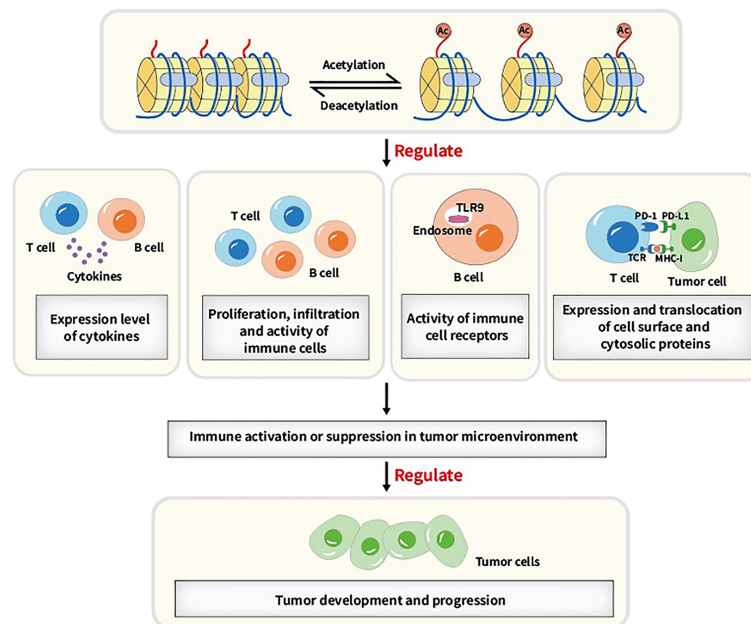 Ac
Ac
Ac
Acetylation
Deacetylation
Regulate
T cell
B cell
Cytokines
Expression level
of cytokines
T cell
B cell
Proliferation, infiltration
and activity of
immune cells
TLR9
Endosome
B cell
Activity of immune
cell receptors
PD-1 PD-L1
TCR MHC-I
T cell
Tumor cell
Expression and translocation
of cell surface and
cytosolic proteins
Immune activation or suppression in tumor microenvironment
Regulate
Tumor cells
Tumor development and progression